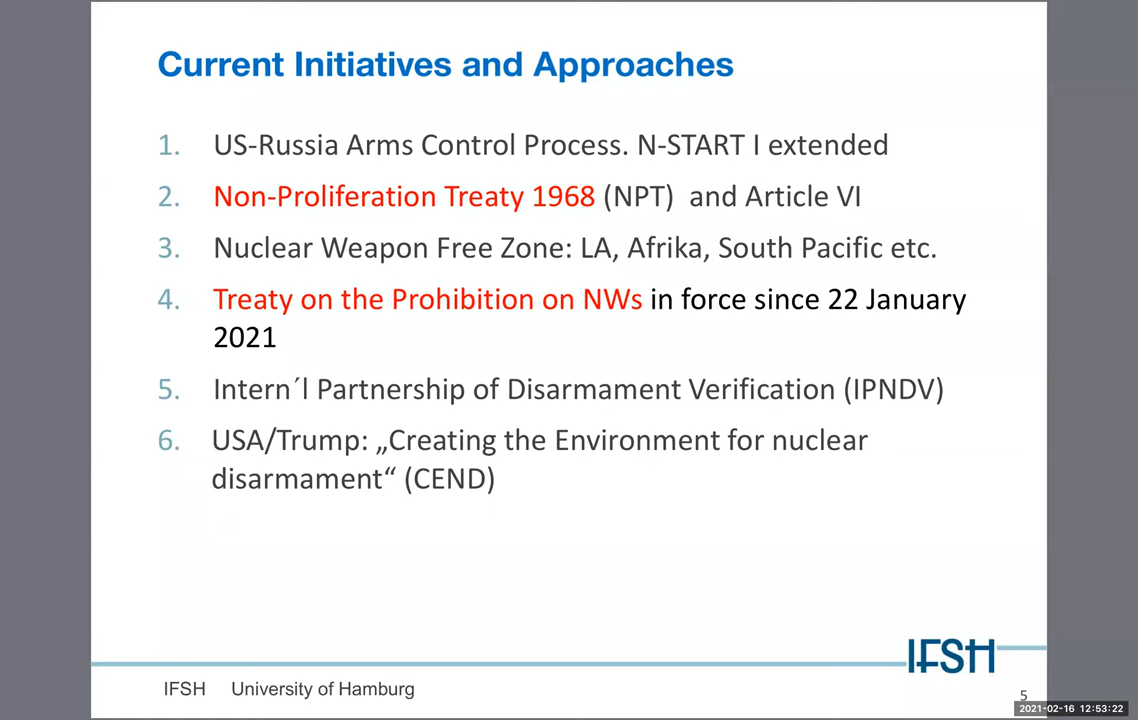 Current Initiatives and Approaches
1. US-Russia Arms Control Process. N-START I extended
2. Non-Proliferation Treaty 1968 (NPT)  and Article VI
3. Nuclear Weapon Free Zone: LA, Afrika, South Pacific etc.
4. Treaty on the Prohibition on NWs in force since 22 January
2021
5. Intern´l Partnership of Disarmament Verification (IPNDV)
6. USA/Trump: „Creating the Environment for nuclear
disarmament“ (CEND)
IFSH
IFSH University of Hamburg
5
2021-02-16 12:53:22